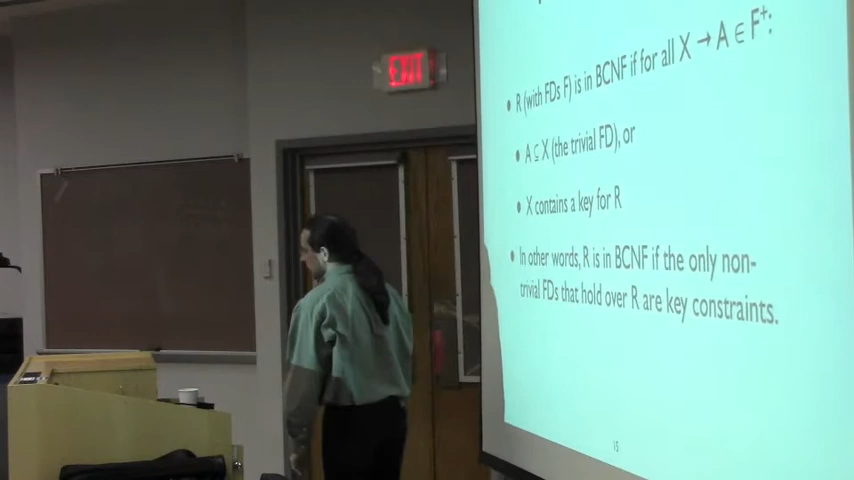 EXIT
• R (with FDs F) is in BCNF if for all X → A ∈ F⁺:
• A ⊆ X (the trivial FD), or
• X contains a key for R
• In other words, R is in BCNF if the only non-
trivial FDs that hold over R are key constraints.
15